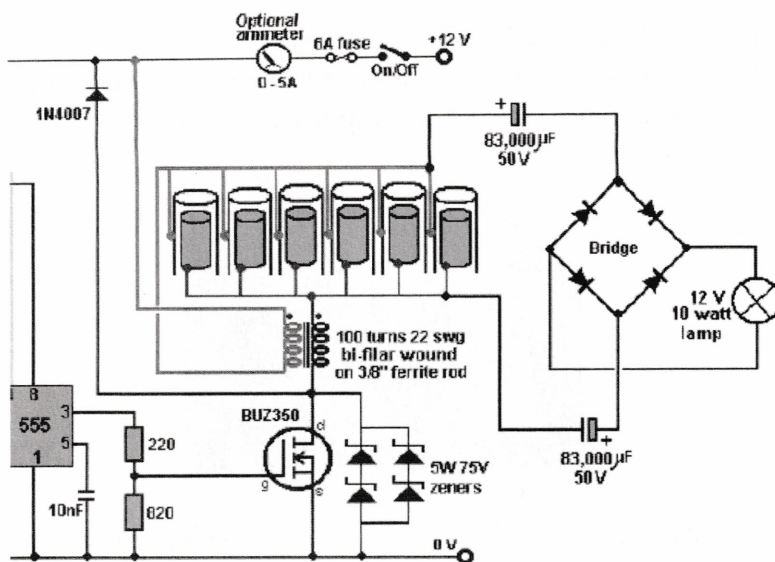 Optional
ammeter
0 - 5A
6A fuse
On/Off
+12 V
1N4007
+
83,000µF
50V
Bridge
12 V
10 watt
lamp
100 turns 22 swg
bi-filar wound
on 3/8" ferrite rod
8
555
3
5
1
220
820
10nF
BUZ350
d
g
s
5W 75V
zeners
+
83,000µF
50V
0 V